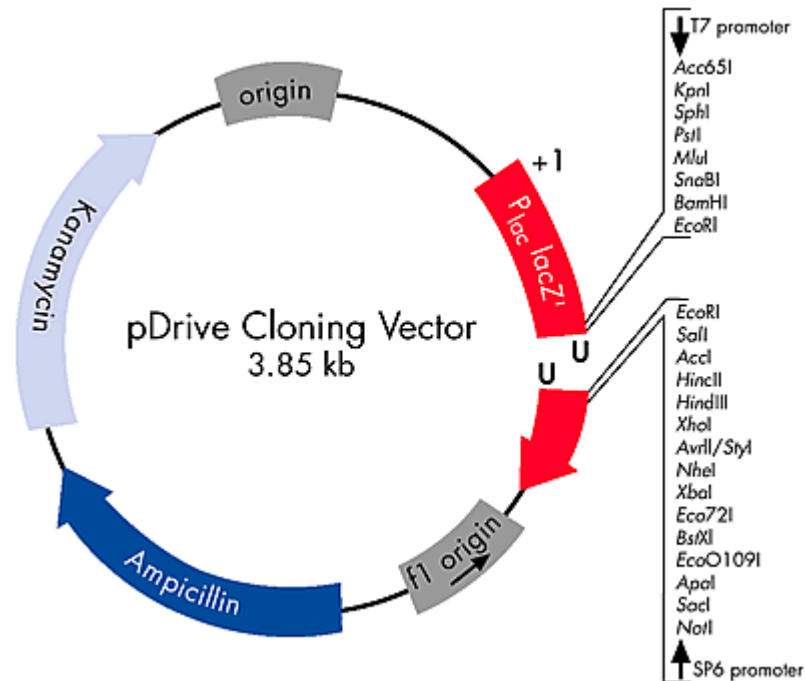 T7 promoter
Acc65I
KpnI
SphI
PstI
MluI
SnaBI
BamHI
EcoRI
origin
+1
Plac lacZ'
Kanamycin
pDrive Cloning Vector
3.85 kb
U
U
EcoRI
SalI
AccI
HincII
HindIII
XhoI
AvrII/StyI
NheI
XbaI
Eco72I
BstXI
EcoO109I
ApaI
SacI
NotI
SP6 promoter
f1 origin
Ampicillin